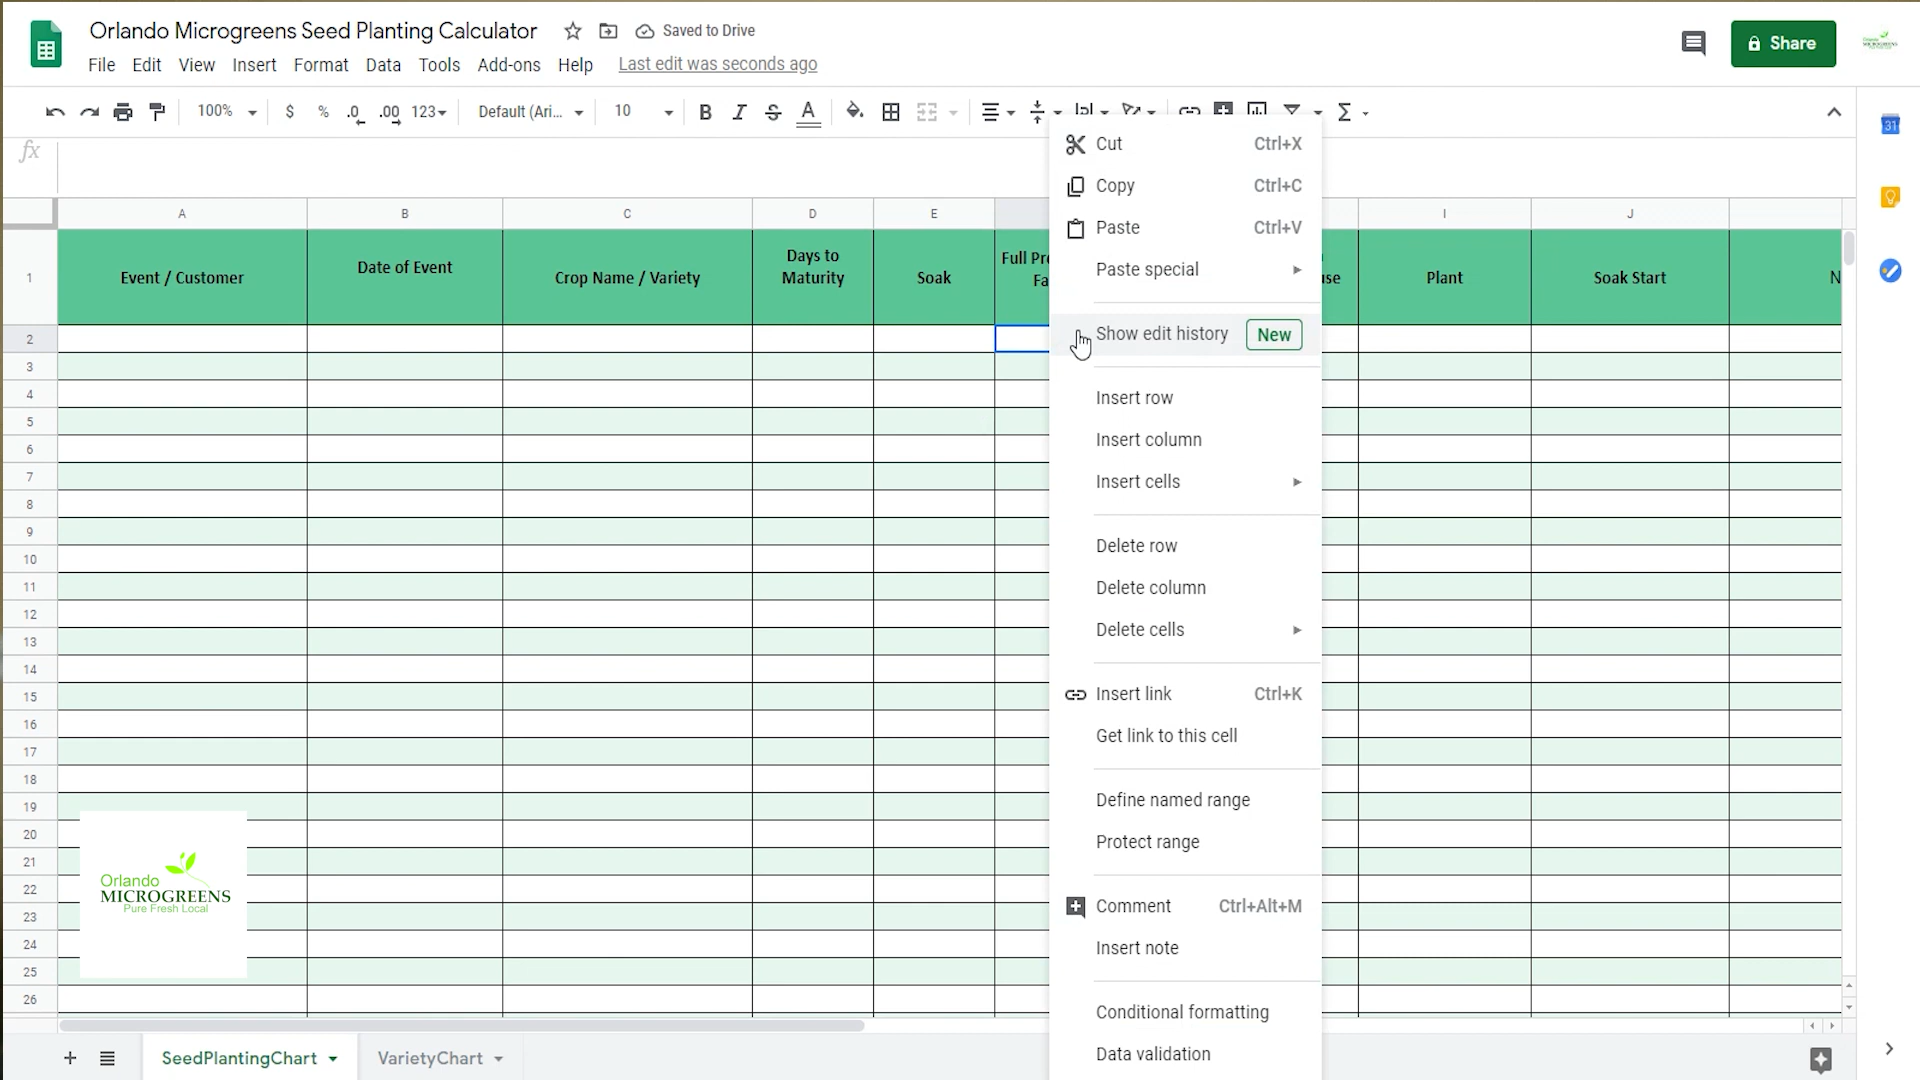 Orlando Microgreens Seed Planting Calculator
Saved to Drive
File Edit View Insert Format Data Tools Add-ons Help Last edit was seconds ago
Share
100% $ % .0 .00 123 Default (Ari... 10 B I S A Σ
31
fx
A B C D E I J
1 Event / Customer
Date of Event
Crop Name / Variety
Days to
Maturity
Soak
Full
Plant
Soak Start
2
3
4
5
6
7
8
9
10
11
12
13
14
15
16
17
18
19
20
21
22
23
24
25
26
Orlando
MICROGREENS
Pure Fresh Local
Cut Ctrl+X
Copy Ctrl+C
Paste Ctrl+V
Paste special
Show edit history New
Insert row
Insert column
Insert cells
Delete row
Delete column
Delete cells
Insert link Ctrl+K
Get link to this cell
Define named range
Protect range
Comment Ctrl+Alt+M
Insert note
Conditional formatting
Data validation
SeedPlantingChart VarietyChart